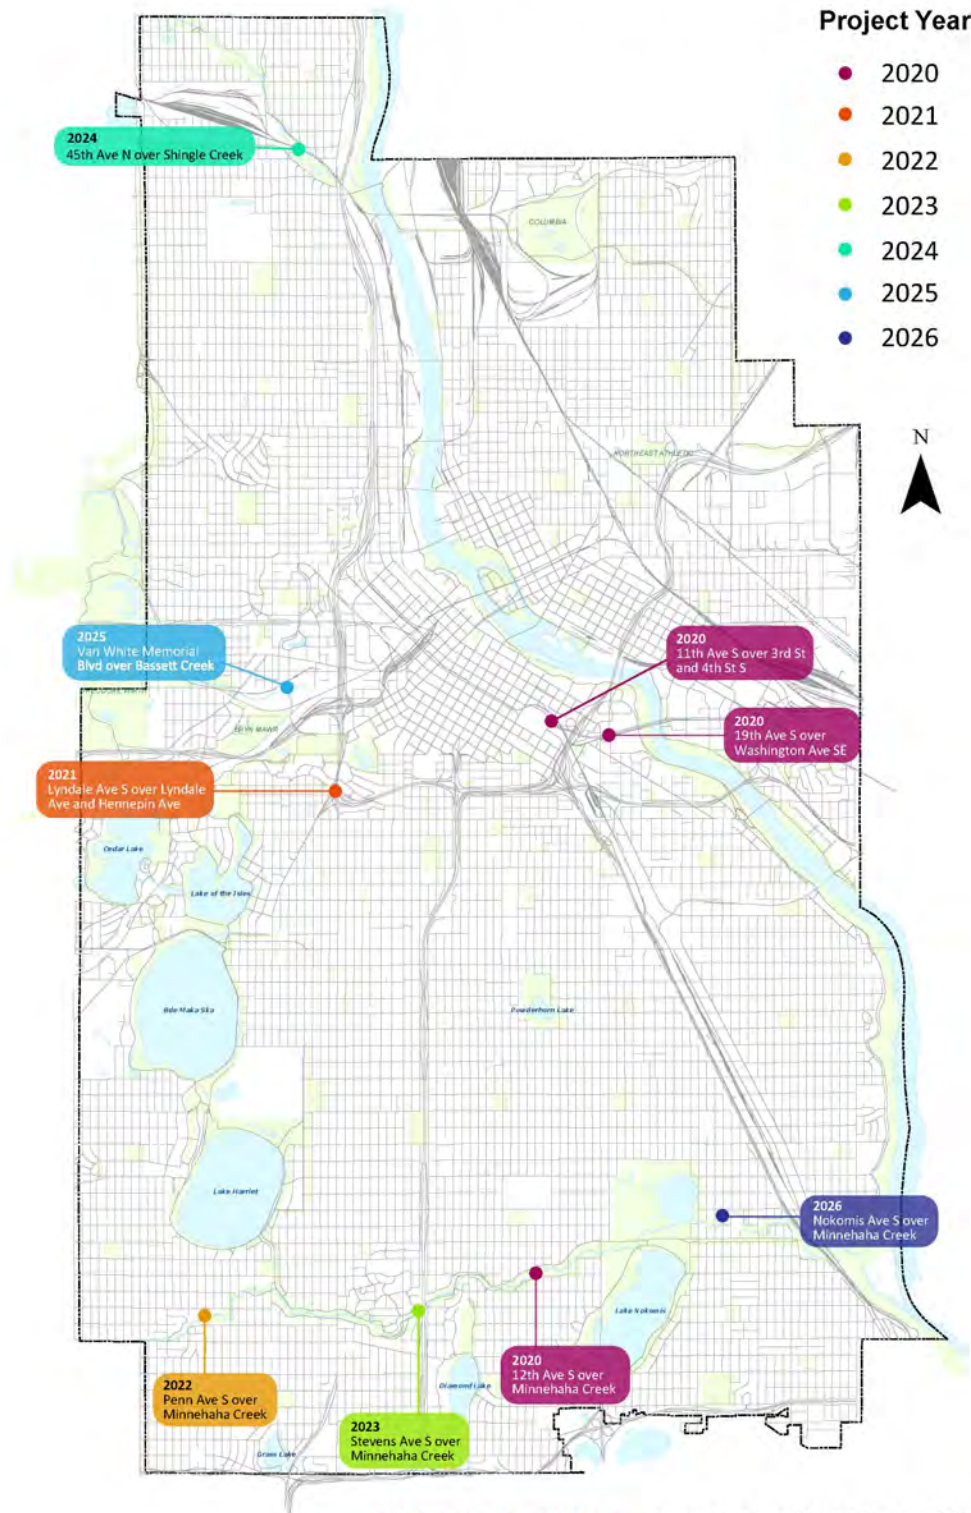 Project Year
2020
2021
2022
2023
2024
2025
2026
N
2024
45th Ave N over Shingle Creek
COLUMBIA
NORTHEAST ATHLETIC
2025
Van White Memorial
Blvd over Bassett Creek
2020
11th Ave S over 3rd St
and 4th St S
2020
19th Ave S over
Washington Ave SE
BRYN MAWR
2021
Lyndale Ave S over Lyndale
Ave and Hennepin Ave
Cedar Lake
Lake of the Isles
Bde Maka Ska
Powderhorn Lake
Lake Harriet
2026
Nokomis Ave S over
Minnehaha Creek
Lake Nokomis
2020
12th Ave S over
Minnehaha Creek
Diamond Lake
2022
Penn Ave S over
Minnehaha Creek
2023
Stevens Ave S over
Minnehaha Creek
Grass Lake